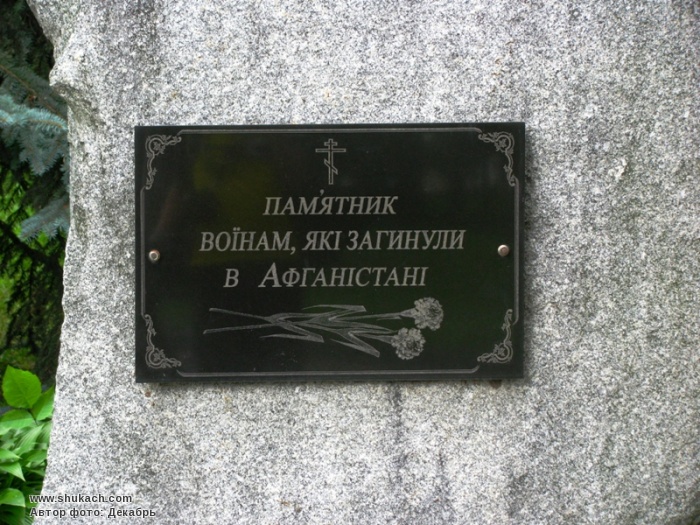 ПАМ'ЯТНИК
ВОЇНАМ, ЯКІ ЗАГИНУЛИ
В АФГАНІСТАНІ
www.shukach.com
Автор фото: Декабрь